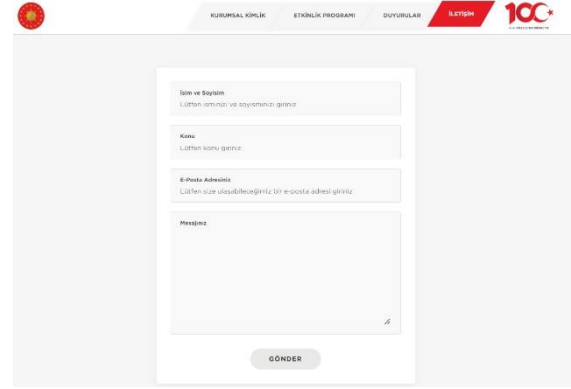 KURUMSAL KİMLİK
ETKİNLİK PROGRAMI
DUYURULAR
İLETİŞİM
100
İsim ve Soyisim
Lütfen isminizi ve soyisminizi giriniz
Konu
Lütfen konu giriniz
E-Posta Adresiniz
Lütfen size ulaşabileceğimiz bir e-posta adresi giriniz
Mesajınız
GÖNDER